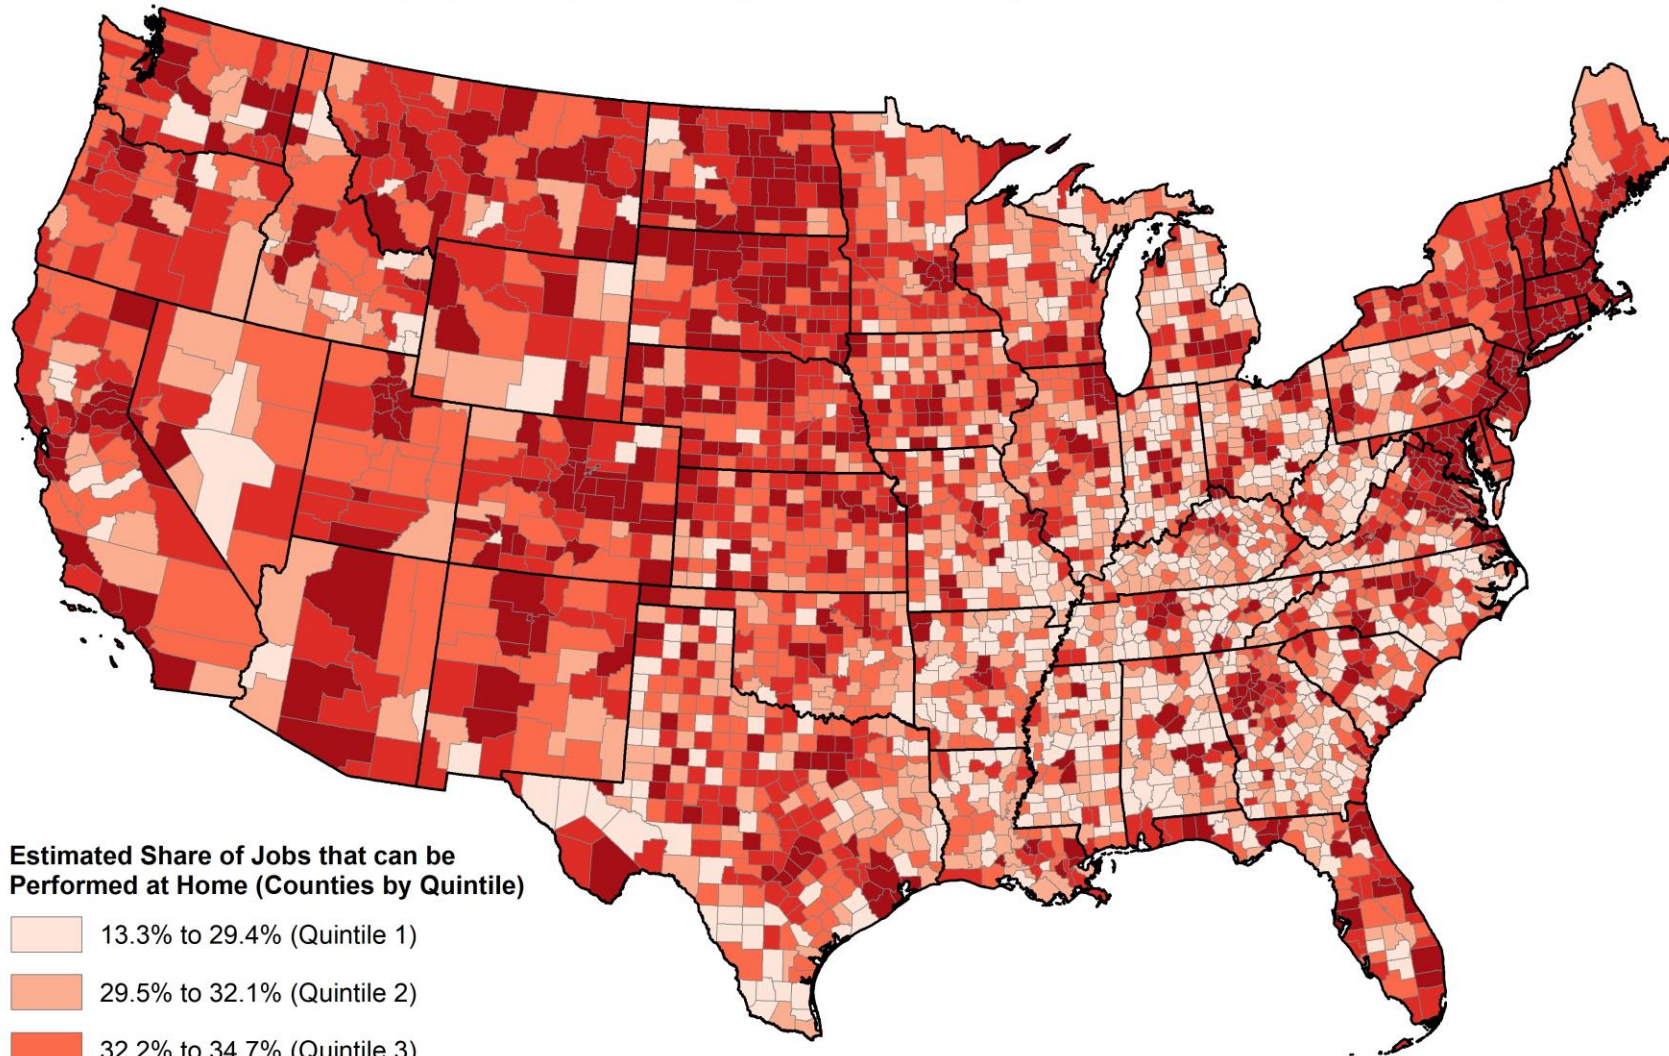 Estimated Share of Jobs that can be
Performed at Home (Counties by Quintile)
13.3% to 29.4% (Quintile 1)
29.5% to 32.1% (Quintile 2)
32.2% to 34.7% (Quintile 3)